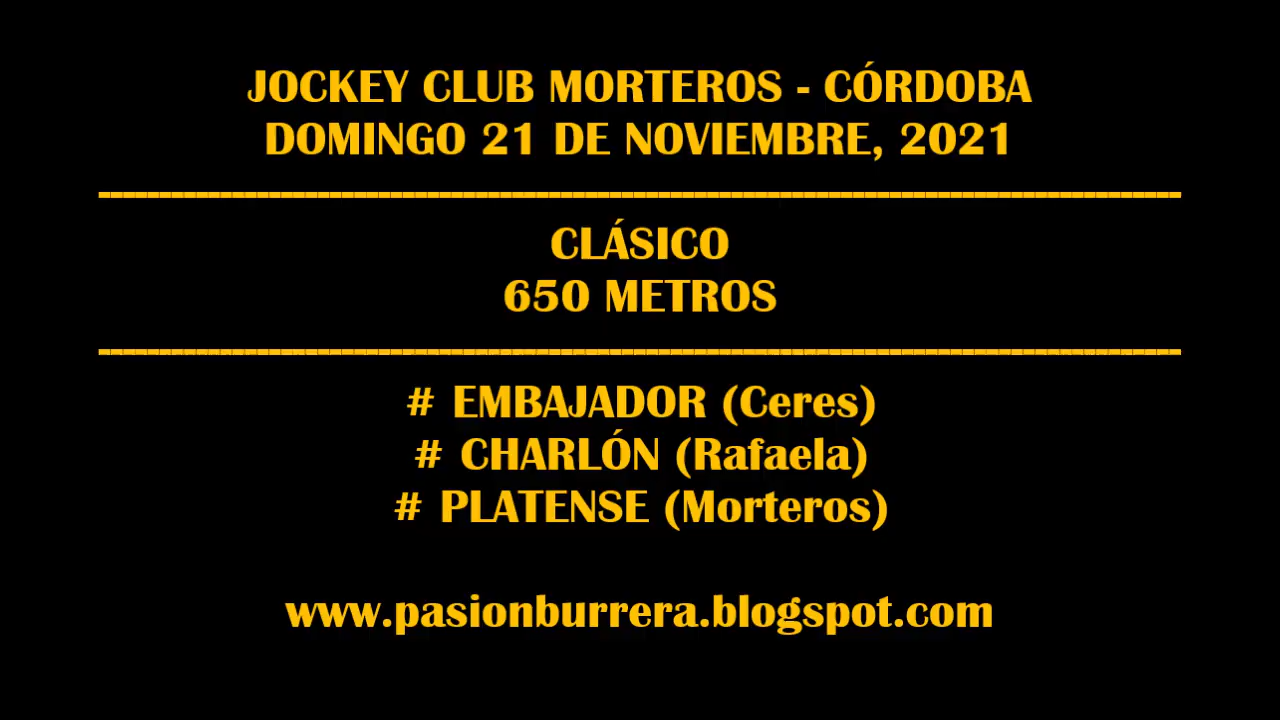 JOCKEY CLUB MORTEROS - CÓRDOBA
DOMINGO 21 DE NOVIEMBRE, 2021
CLÁSICO
650 METROS
# EMBAJADOR (Ceres)
# CHARLÓN (Rafaela)
# PLATENSE (Morteros)
www.pasionburrera.blogspot.com